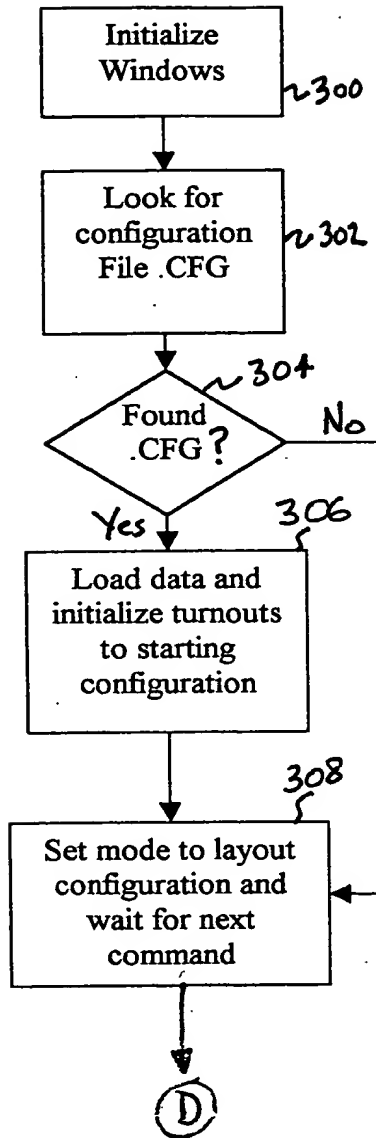 Initialize
Windows
300
Look for
configuration
File .CFG
302
304
Found
.CFG ?
No
Yes
306
Load data and
initialize turnouts
to starting
configuration
308
Set mode to layout
configuration and
wait for next
command
D